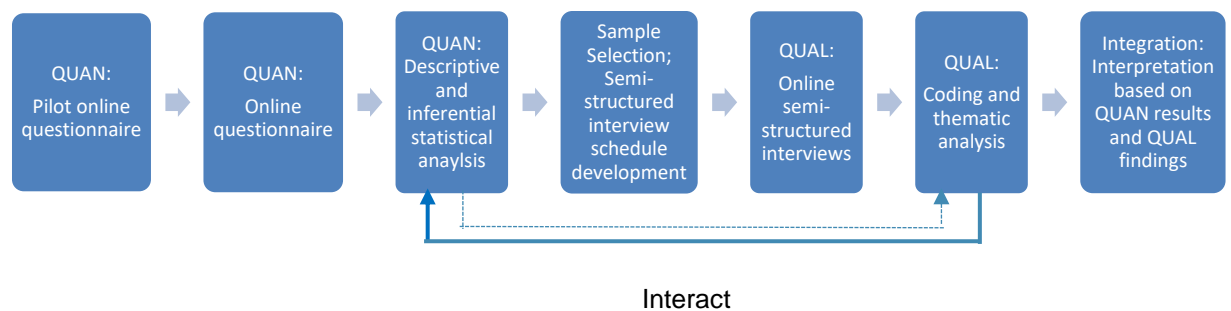 QUAN:
Pilot online
questionnaire
QUAN:
Online
questionnaire
QUAN:
Descriptive
and
inferential
statistical
anaylsis
Sample
Selection;
Semi-
structured
interview
schedule
development
QUAL:
Online
semi-
structured
interviews
QUAL:
Coding and
thematic
analysis
Integration:
Interpretation
based on
QUAN results
and QUAL
findings
Interact